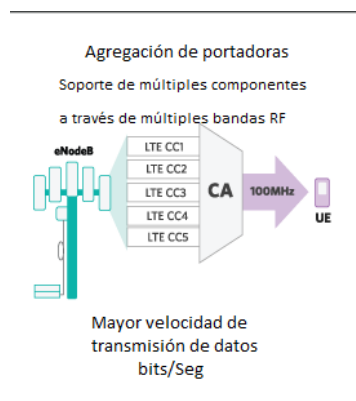 Agregación de portadoras
Soporte de múltiples componentes
a través de múltiples bandas RF
eNodeB
LTE CC1
LTE CC2
LTE CC3
LTE CC4
LTE CC5
CA
100MHz
UE
Mayor velocidad de
transmisión de datos
bits/Seg